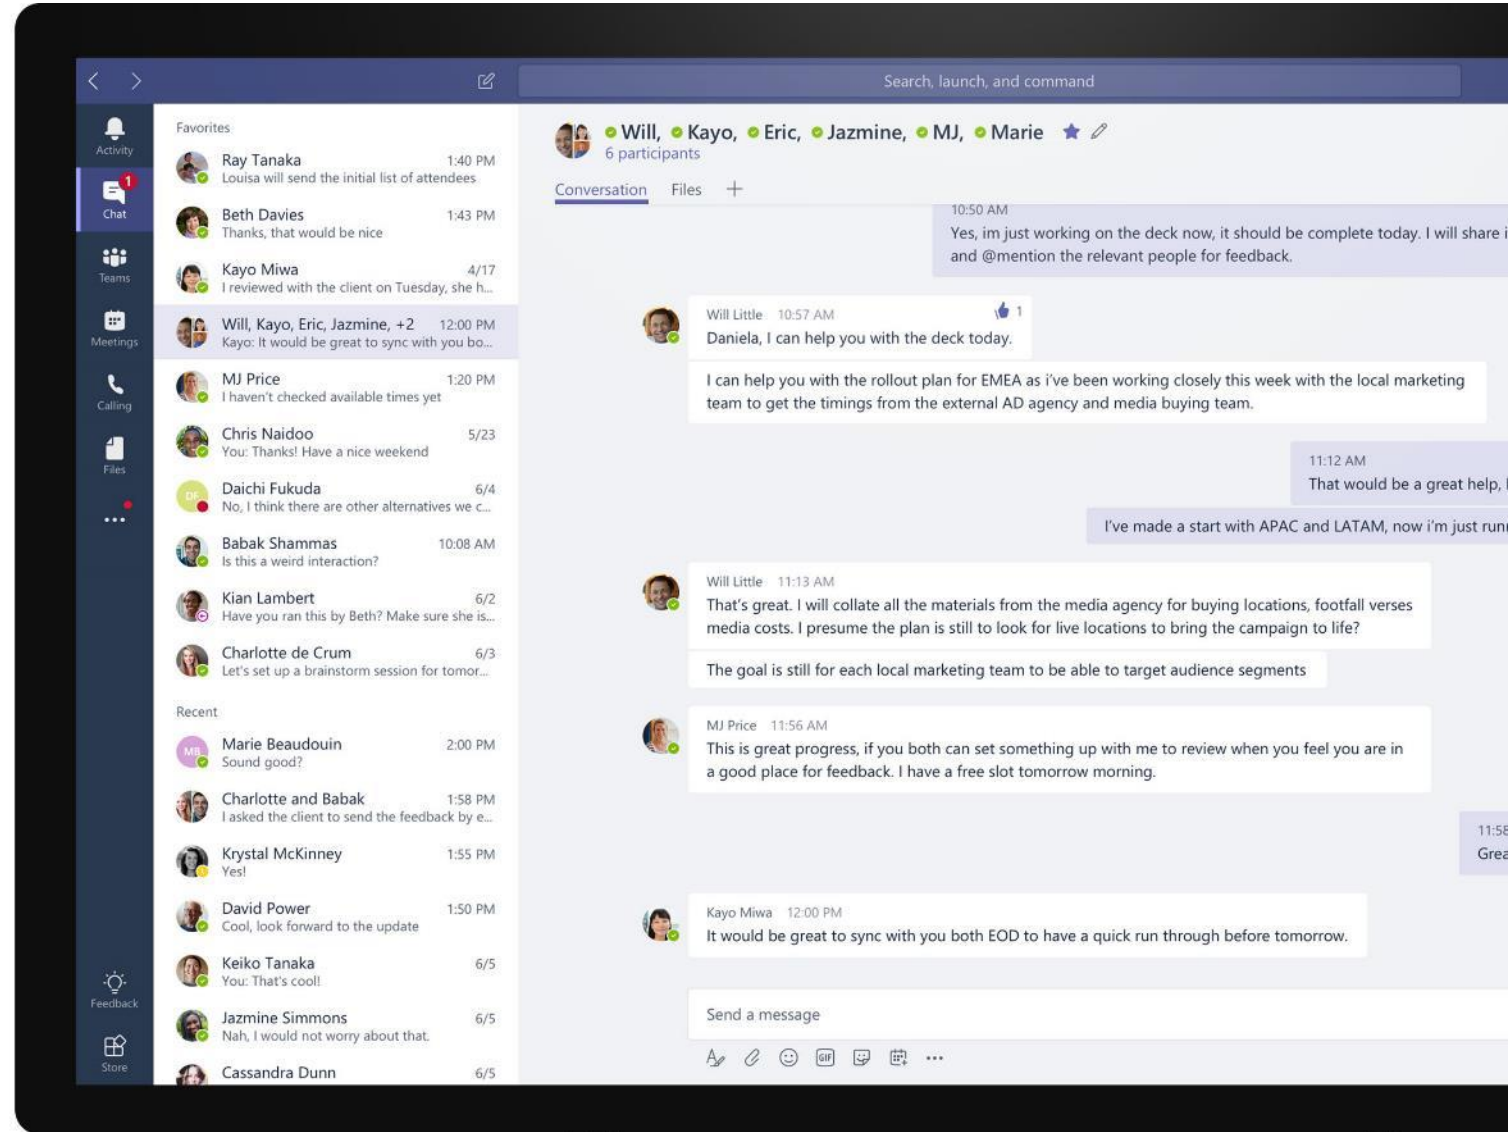 Search, launch, and command
Activity
1
Chat
Teams
Meetings
Calling
Files
Feedback
Store
Favorites
Ray Tanaka 1:40 PM
Louisa will send the initial list of attendees
Beth Davies 1:43 PM
Thanks, that would be nice
Kayo Miwa 4/17
I reviewed with the client on Tuesday, she h...
Will, Kayo, Eric, Jazmine, +2 12:00 PM
Kayo: It would be great to sync with you bo...
MJ Price 1:20 PM
I haven't checked available times yet
Chris Naidoo 5/23
You: Thanks! Have a nice weekend
DF
Daichi Fukuda 6/4
No, I think there are other alternatives we c...
Babak Shammas 10:08 AM
Is this a weird interaction?
Kian Lambert 6/2
Have you ran this by Beth? Make sure she is...
Charlotte de Crum 6/3
Let's set up a brainstorm session for tomor...
Recent
MB
Marie Beaudouin 2:00 PM
Sound good?
Charlotte and Babak 1:58 PM
I asked the client to send the feedback by e...
Krystal McKinney 1:55 PM
Yes!
David Power 1:50 PM
Cool, look forward to the update
Keiko Tanaka 6/5
You: That's cool!
Jazmine Simmons 6/5
Nah, I would not worry about that.
Cassandra Dunn 6/5
Will, Kayo, Eric, Jazmine, MJ, Marie
6 participants
Conversation Files
10:50 AM
Yes, im just working on the deck now, it should be complete today. I will share
and @mention the relevant people for feedback.
Will Little 10:57 AM 1
Daniela, I can help you with the deck today.
I can help you with the rollout plan for EMEA as i've been working closely this week with the local marketing
team to get the timings from the external AD agency and media buying team.
11:12 AM
That would be a great help,
I've made a start with APAC and LATAM, now i'm just
Will Little 11:13 AM
That's great. I will collate all the materials from the media agency for buying locations, footfall verses
media costs. I presume the plan is still to look for live locations to bring the campaign to life?
The goal is still for each local marketing team to be able to target audience segments
MJ Price 11:56 AM
This is great progress, if you both can set something up with me to review when you feel you are in
a good place for feedback. I have a free slot tomorrow morning.
11:58
Kayo Miwa 12:00 PM
It would be great to sync with you both EOD to have a quick run through before tomorrow.
Send a message
GIF